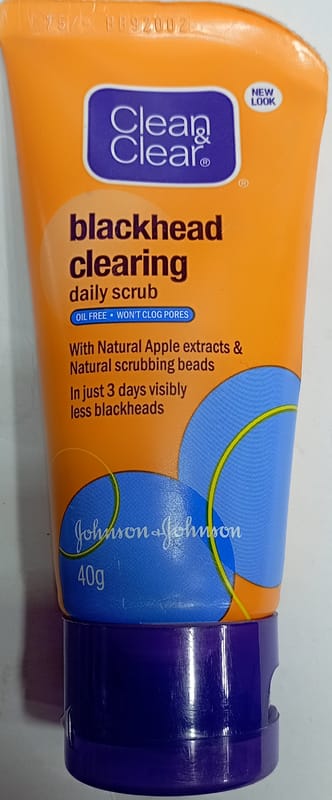 NEW
LOOK
Clean
&
Clear®
®
blackhead
clearing
daily scrub
OIL FREE • WON'T CLOG PORES
With Natural Apple extracts &
Natural scrubbing beads
In just 3 days visibly
less blackheads
Johnson & Johnson
40g